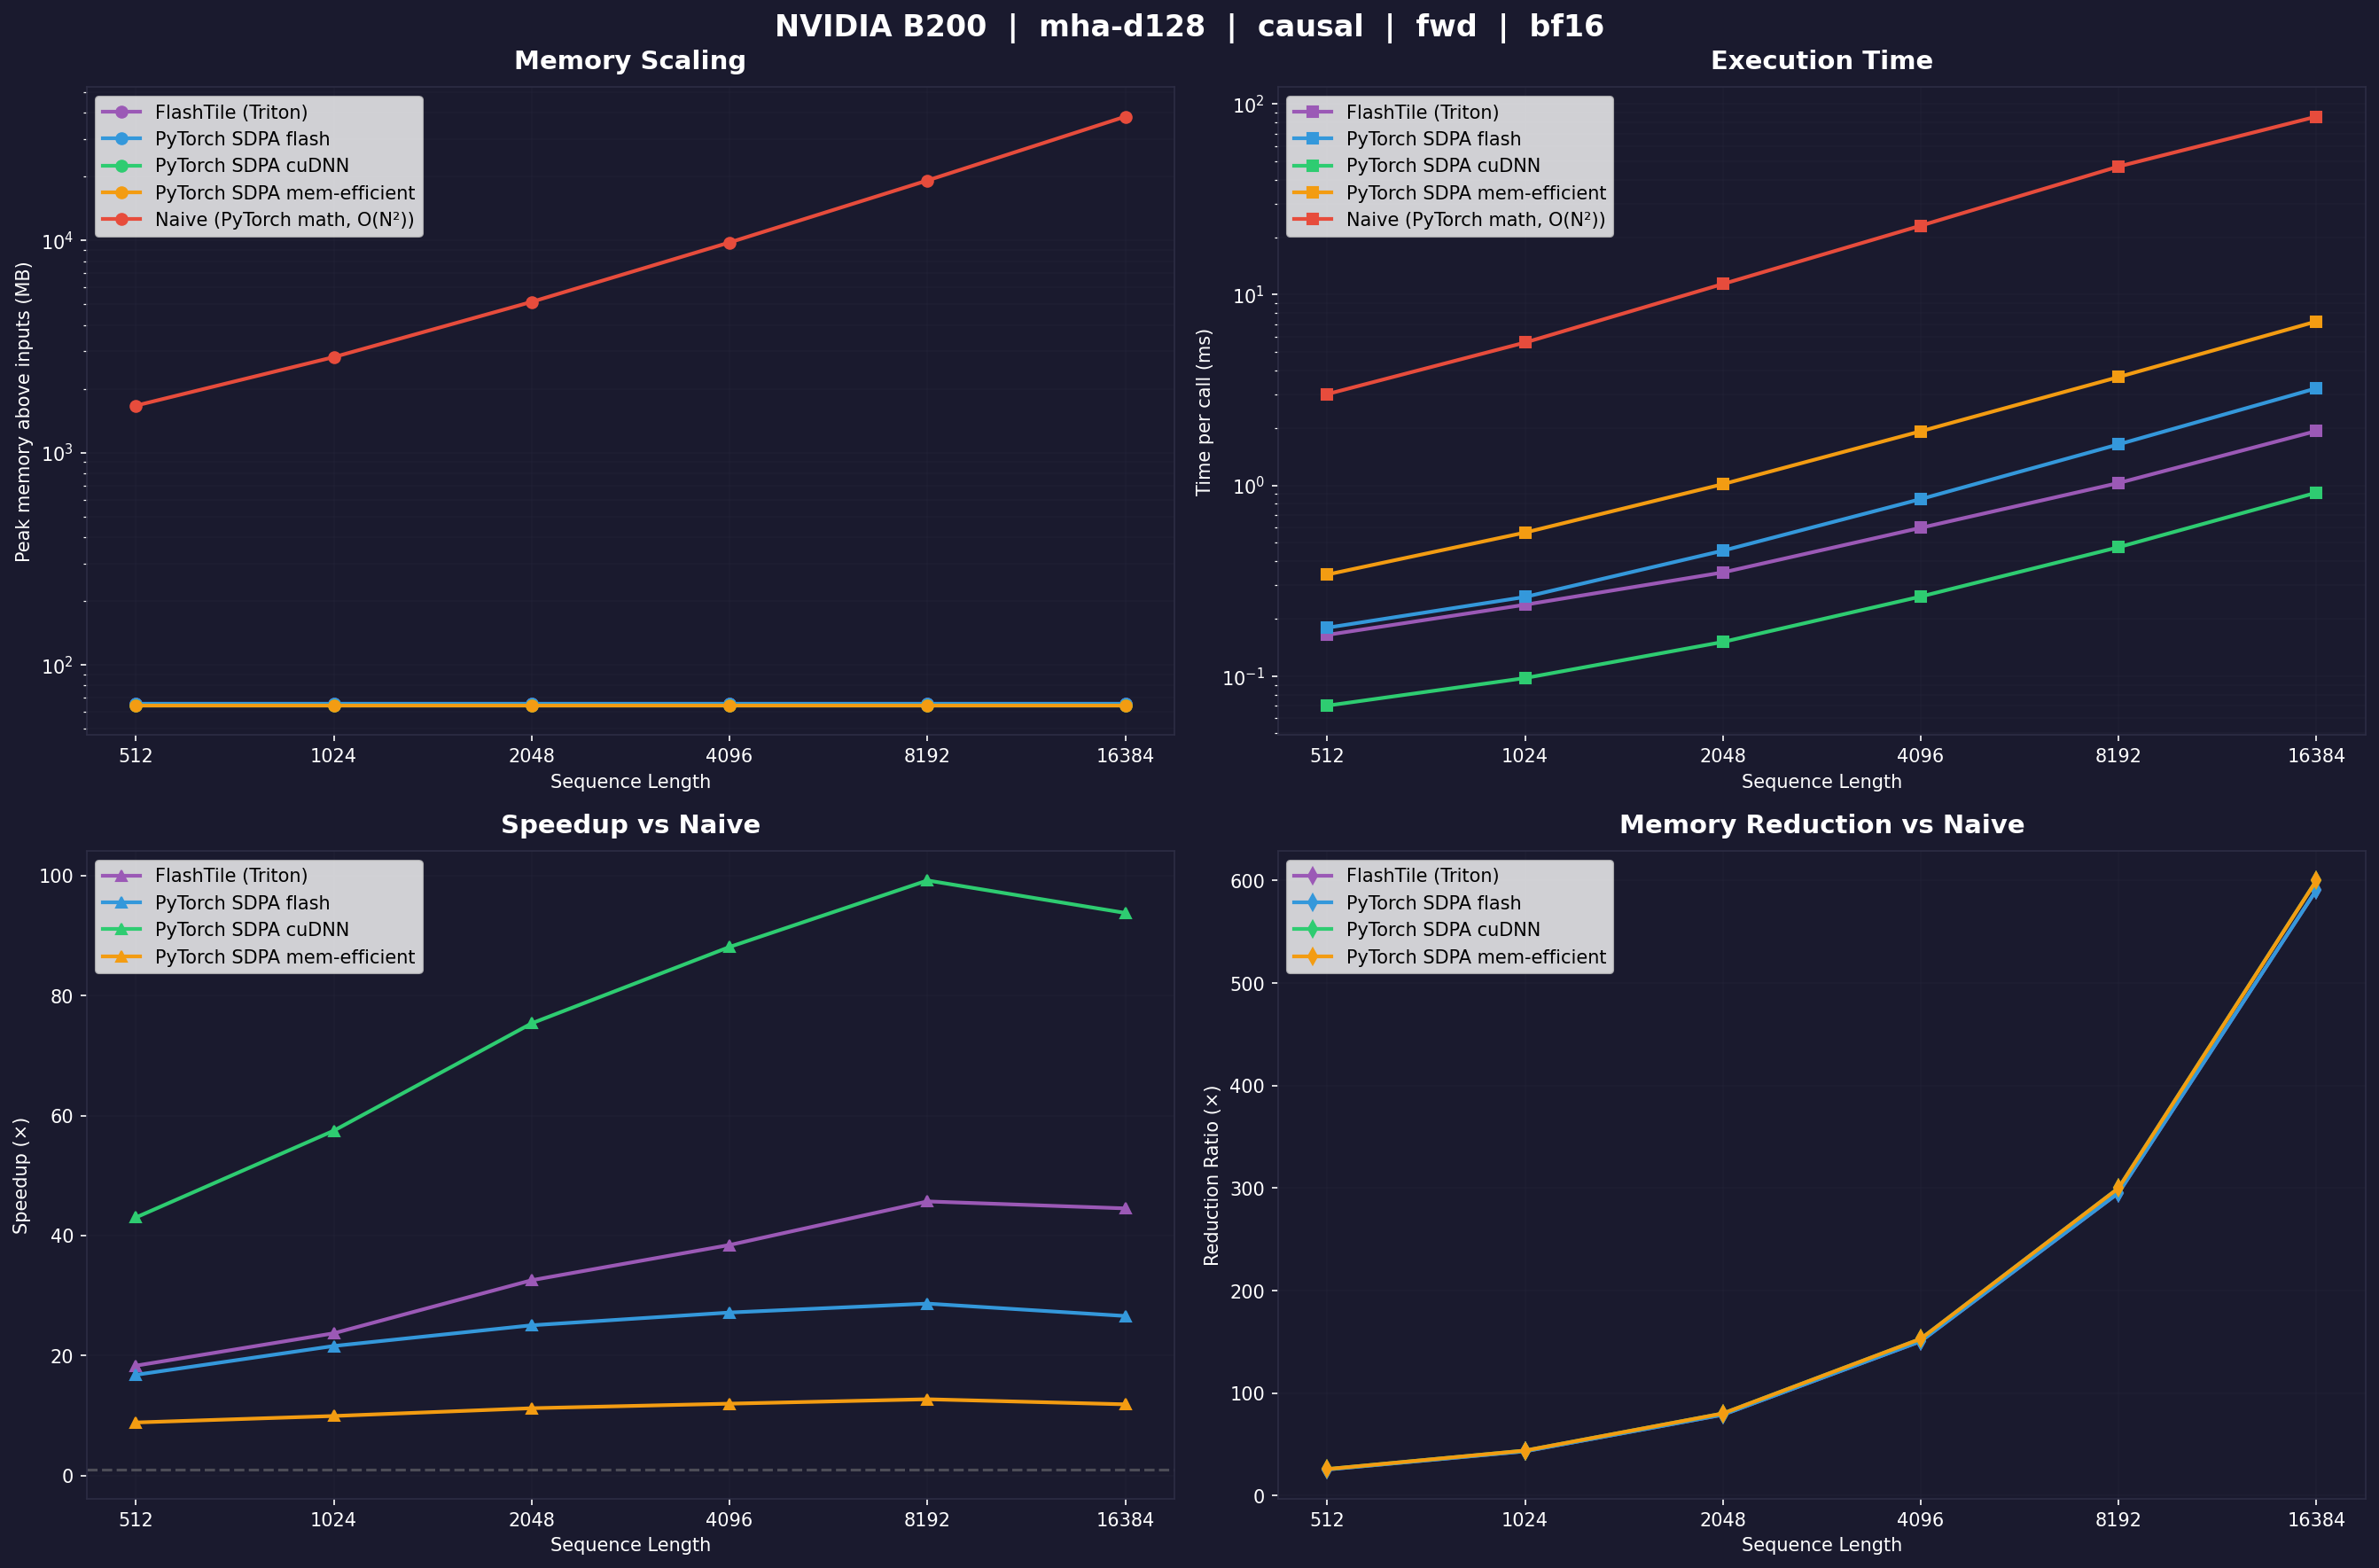 NVIDIA B200 | mha-d128 | causal | fwd | bf16
Memory Scaling
FlashTile (Triton)
PyTorch SDPA flash
PyTorch SDPA cuDNN
PyTorch SDPA mem-efficient
Naive (PyTorch math, O(N²))
Peak memory above inputs (MB)
10⁴
10³
10²
512 1024 2048 4096 8192 16384
Sequence Length
Execution Time
FlashTile (Triton)
PyTorch SDPA flash
PyTorch SDPA cuDNN
PyTorch SDPA mem-efficient
Naive (PyTorch math, O(N²))
Time per call (ms)
10²
10¹
10⁰
10⁻¹
512 1024 2048 4096 8192 16384
Sequence Length
Speedup vs Naive
FlashTile (Triton)
PyTorch SDPA flash
PyTorch SDPA cuDNN
PyTorch SDPA mem-efficient
Speedup (×)
100
80
60
40
20
0
512 1024 2048 4096 8192 16384
Sequence Length
Memory Reduction vs Naive
FlashTile (Triton)
PyTorch SDPA flash
PyTorch SDPA cuDNN
PyTorch SDPA mem-efficient
Reduction Ratio (×)
600
500
400
300
200
100
0
512 1024 2048 4096 8192 16384
Sequence Length